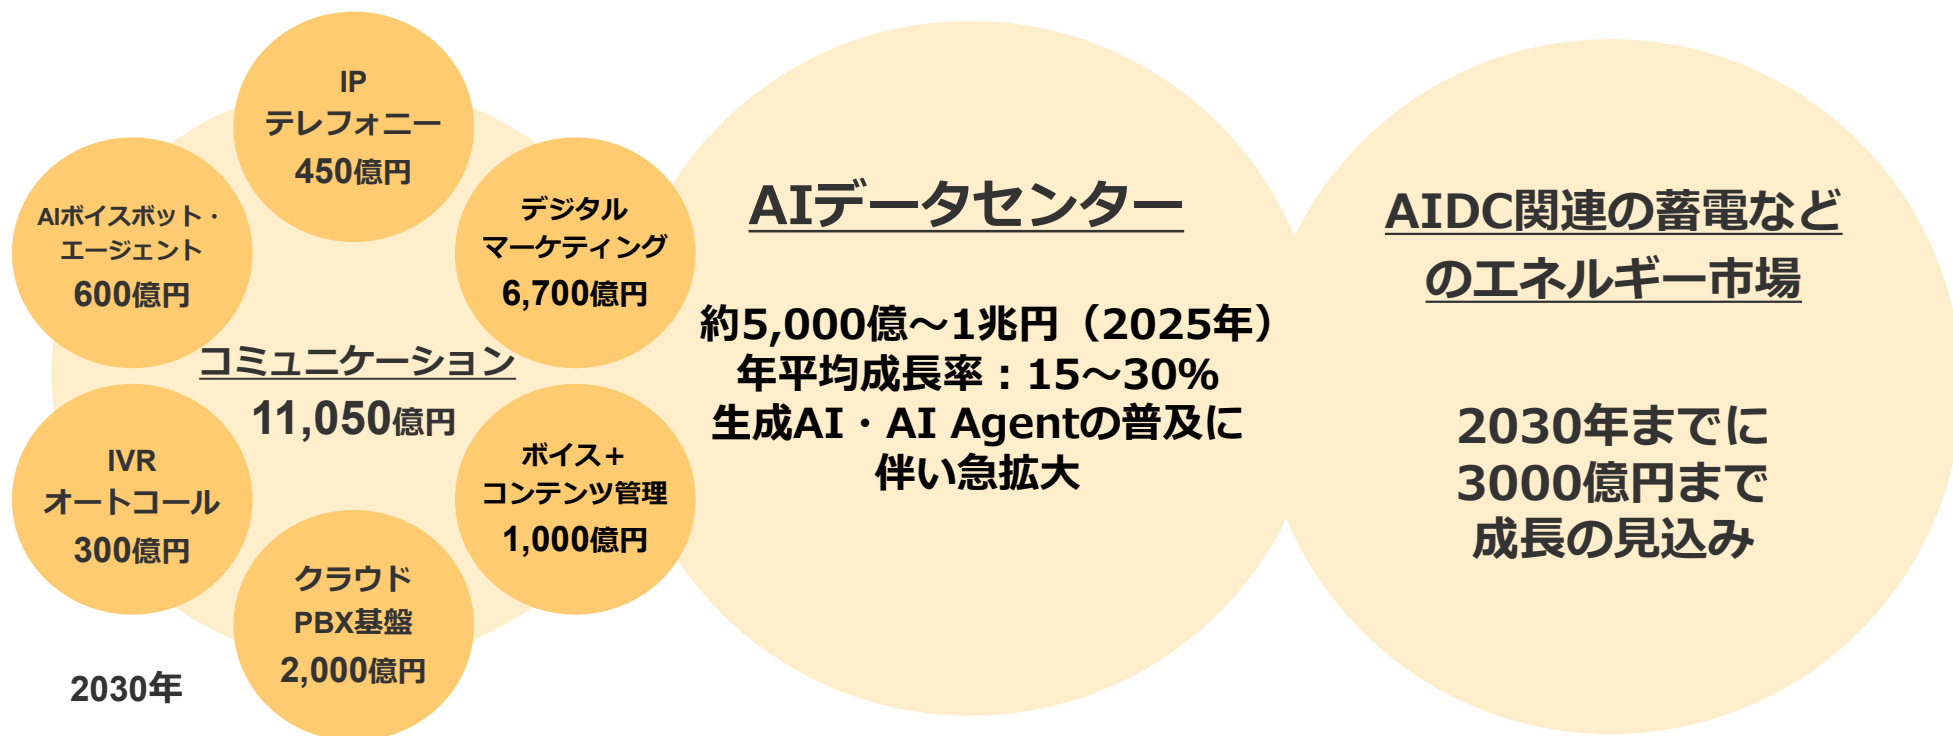 IP
テレフォニー
450億円
AIボイスボット・
エージェント
600億円
デジタル
マーケティング
6,700億円
コミュニケーション
11,050億円
IVR
オートコール
300億円
ボイス＋
コンテンツ管理
1,000億円
クラウド
PBX基盤
2,000億円
2030年
AIデータセンター
約5,000億～1兆円（2025年）
年平均成長率：15～30%
生成AI・AI Agentの普及に
伴い急拡大
AIDC関連の蓄電など
のエネルギー市場
2030年までに
3000億円まで
成長の見込み